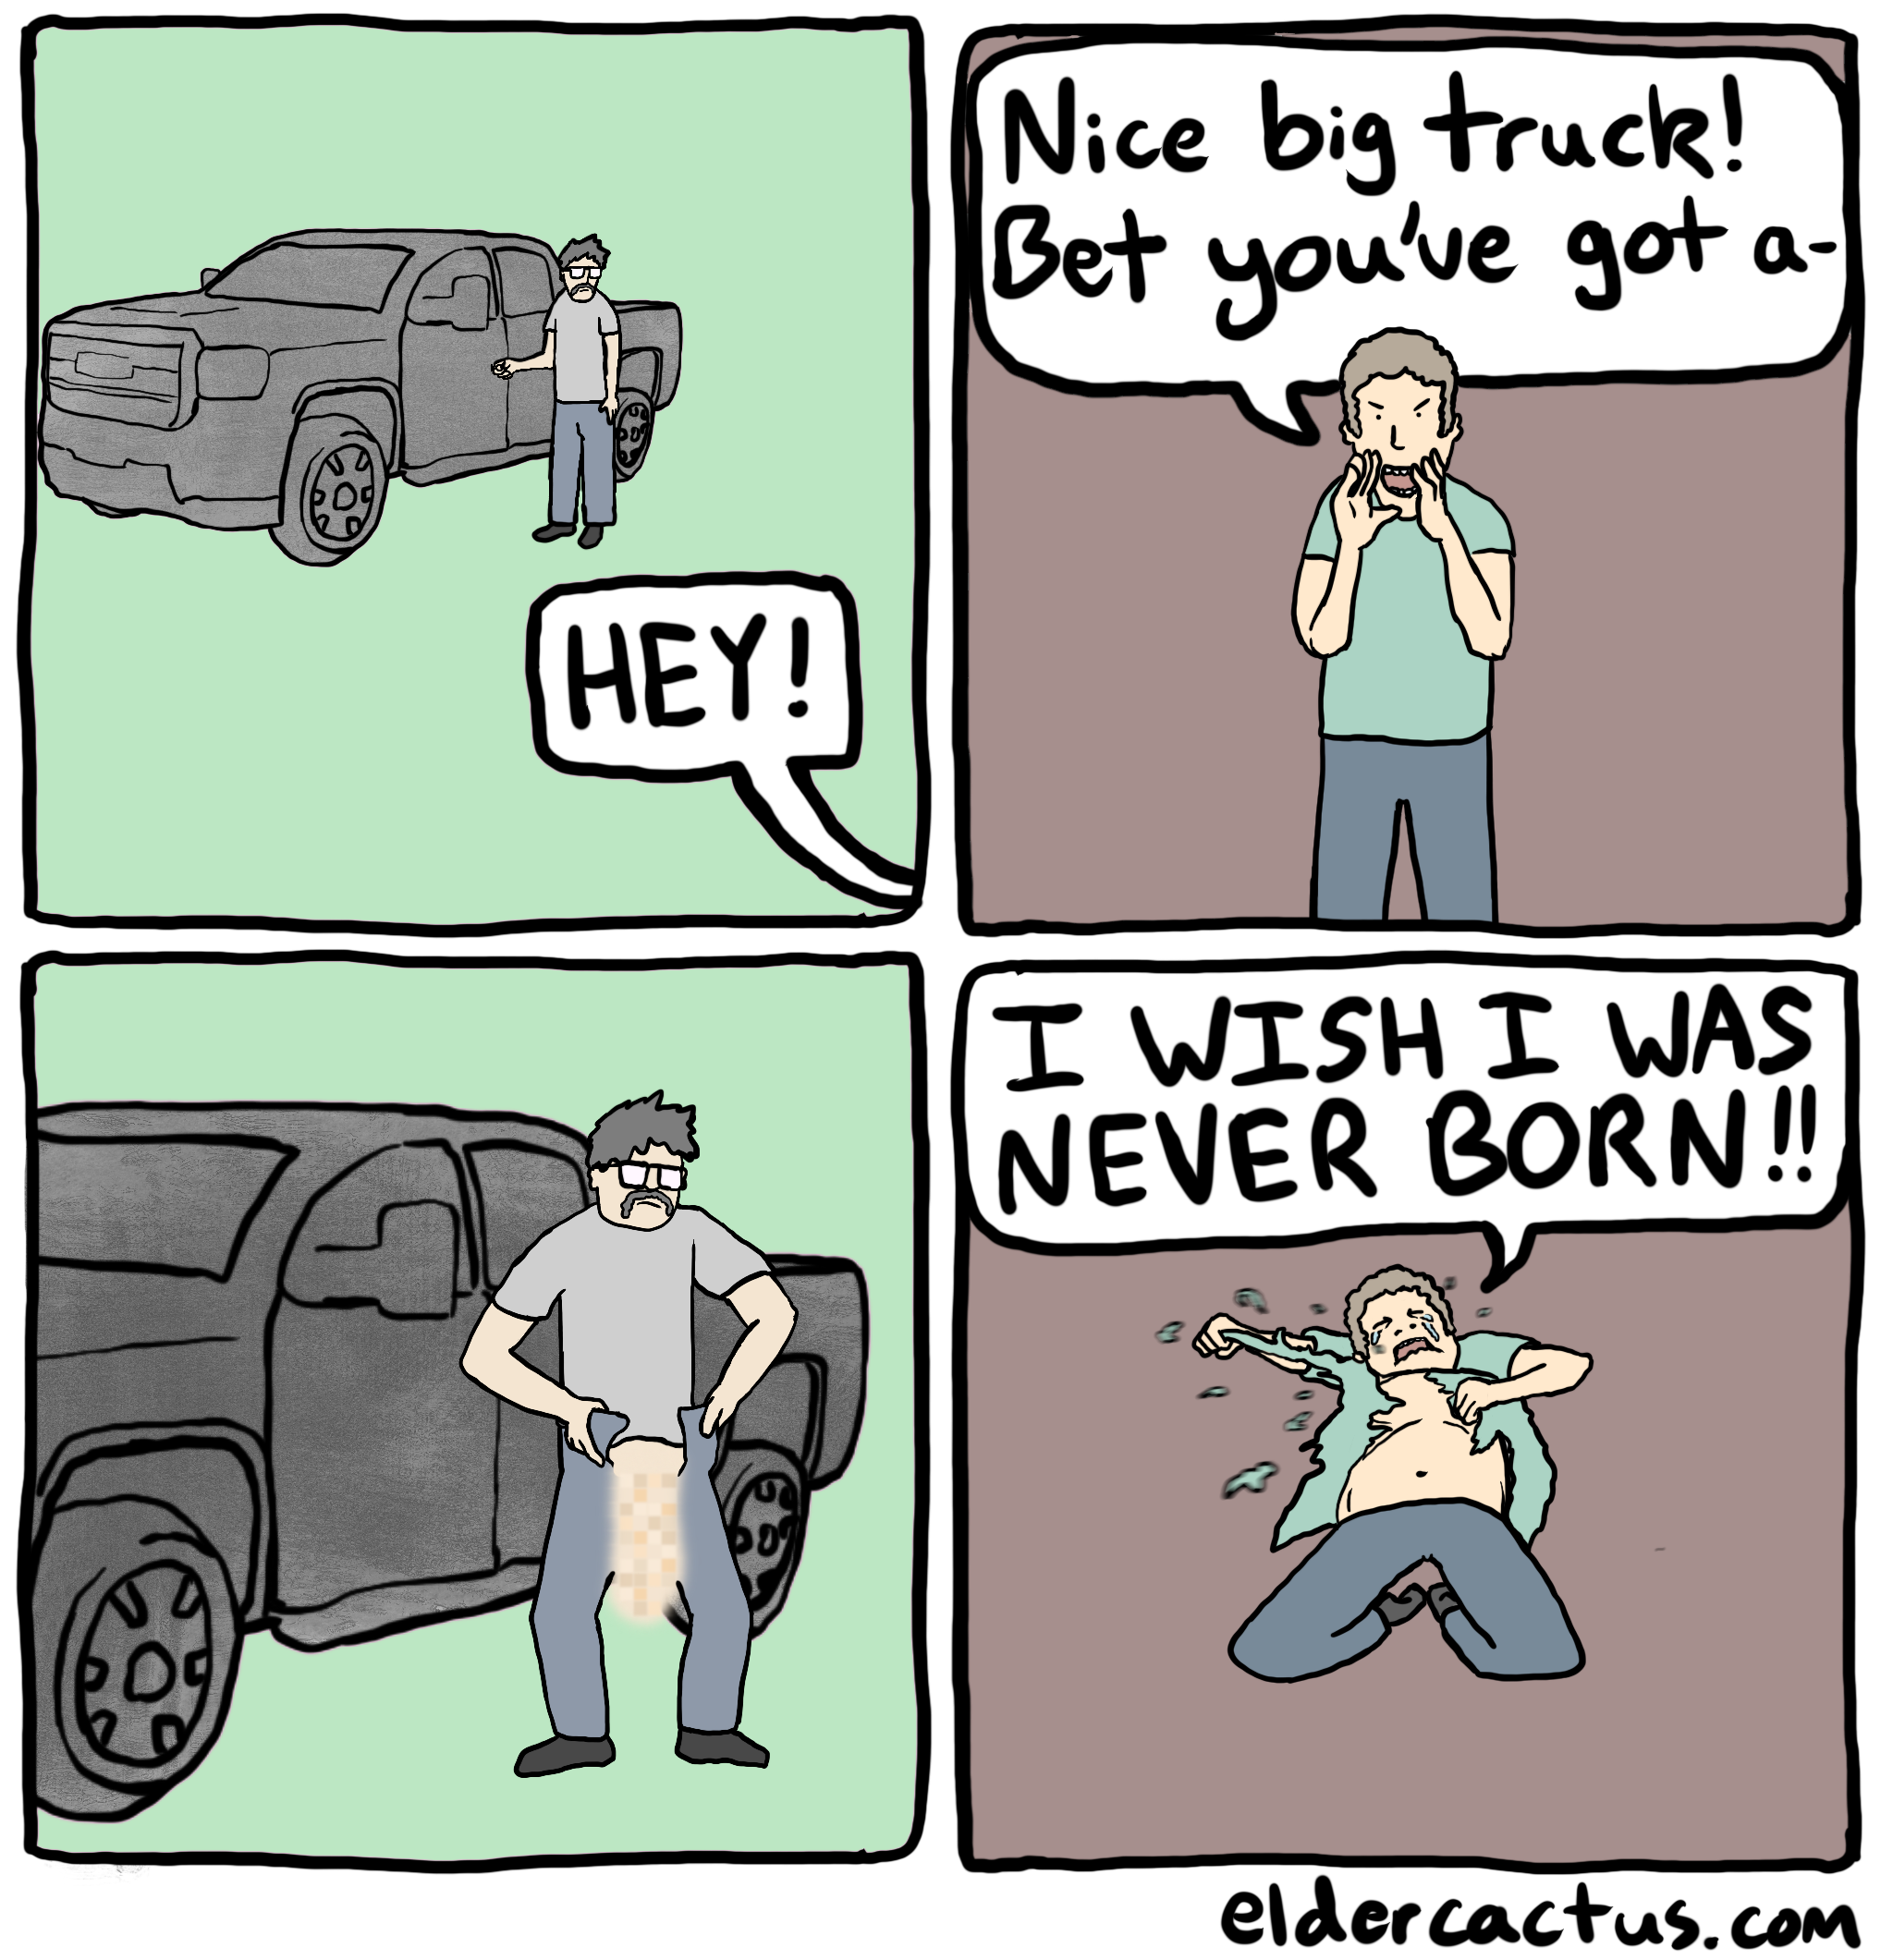 HEY!
Nice big truck!
Bet you've got a-
I WISH I WAS
NEVER BORN!!
eldercactus.com